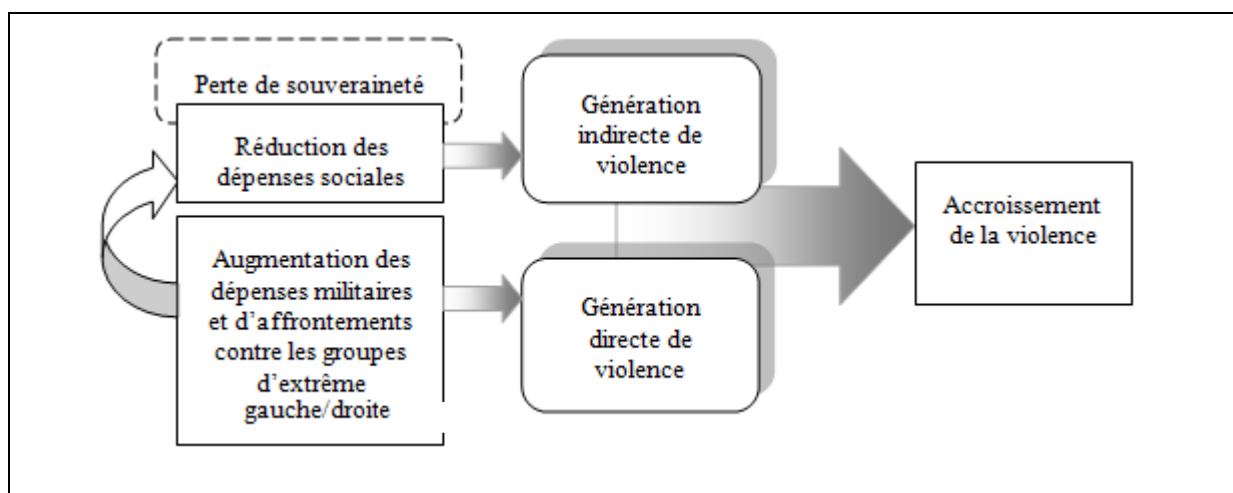 Perte de souveraineté
Réduction des
dépenses sociales
Augmentation des
dépenses militaires
et d'affrontements
contre les groupes
d'extrême
gauche/droite
Génération
indirecte de
violence
Génération
directe de
violence
Accroissement
de la violence